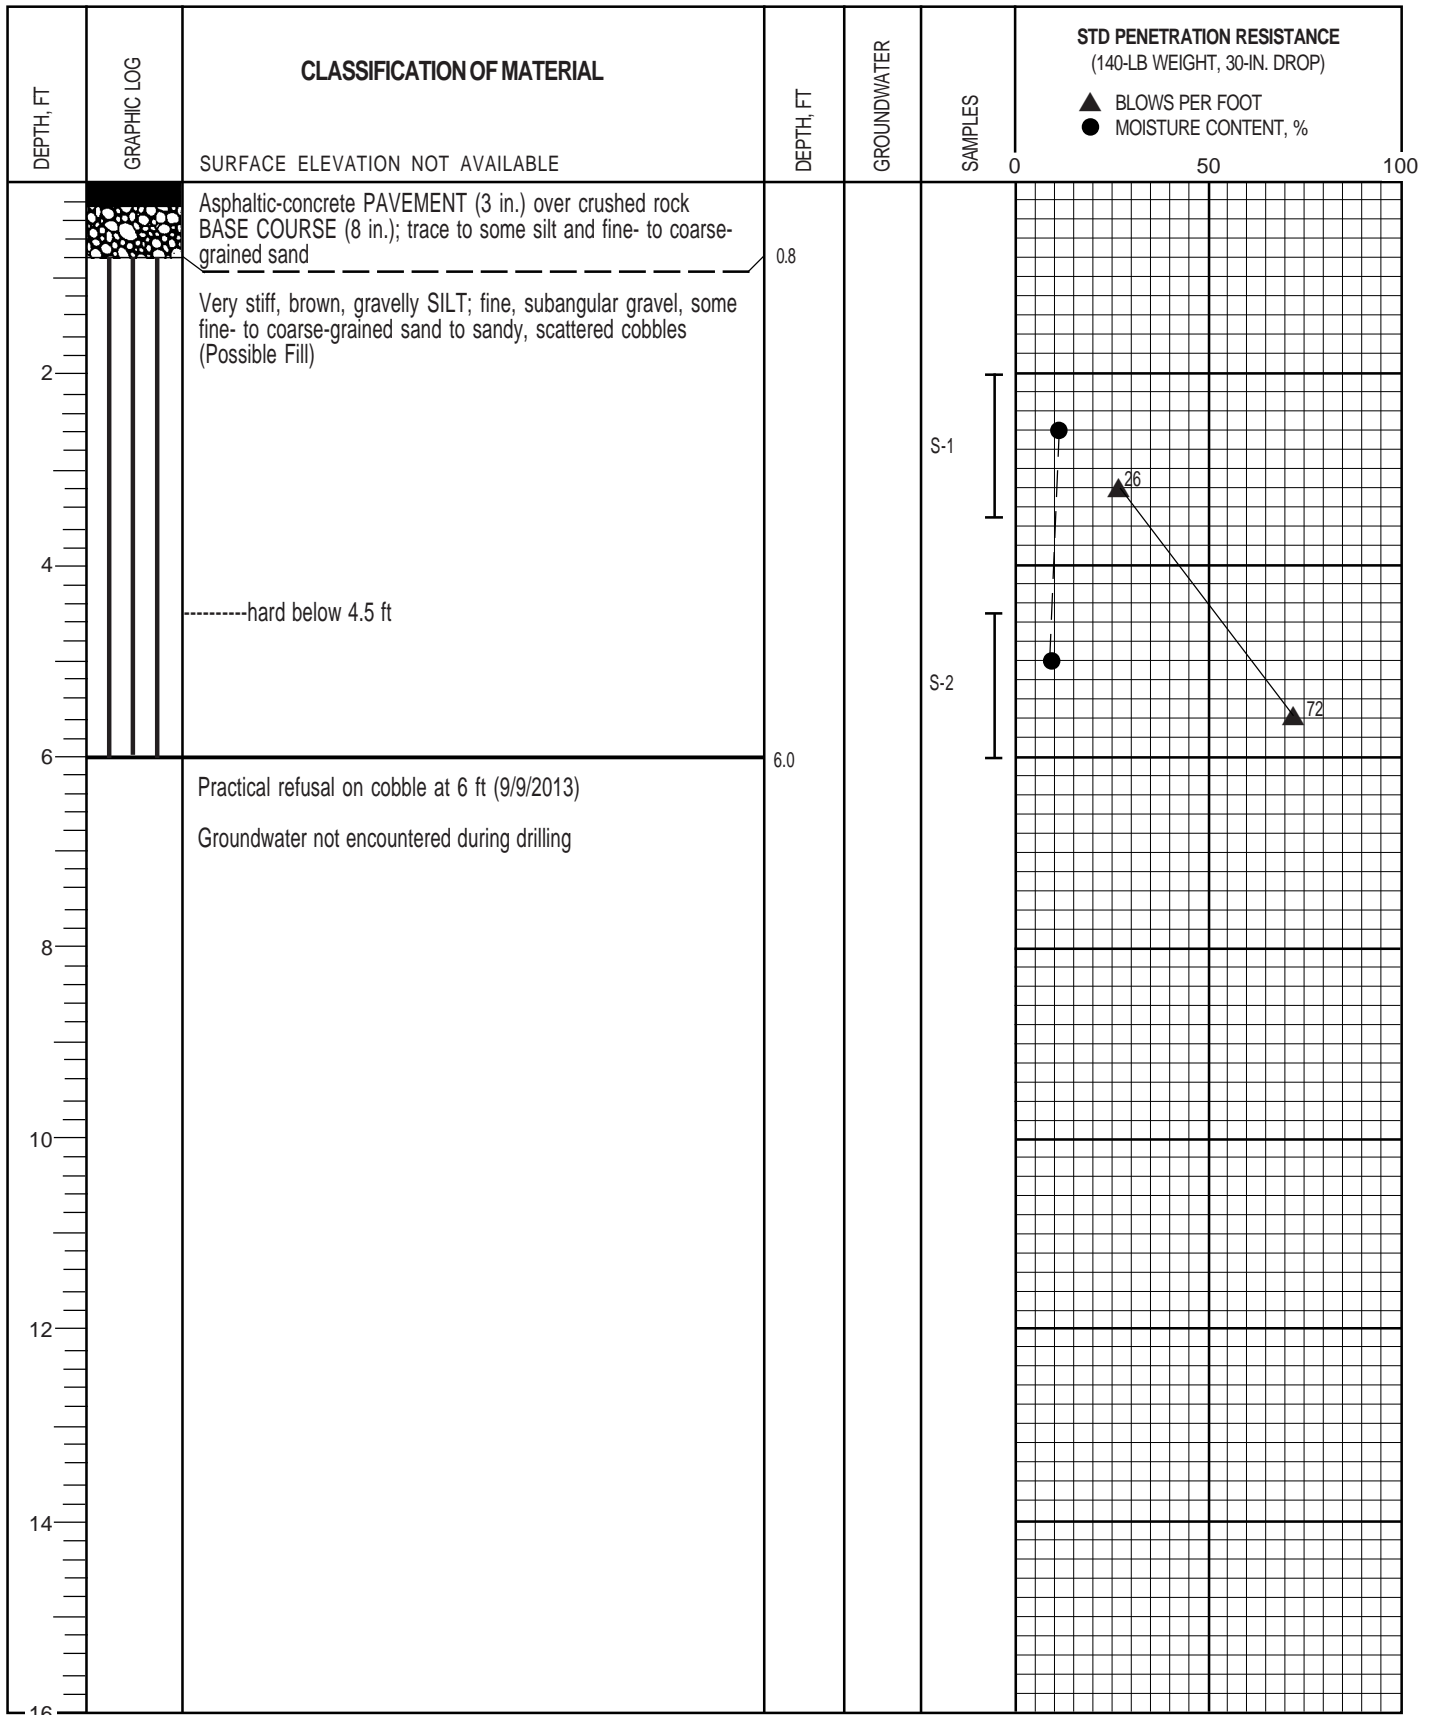 DEPTH, FT
GRAPHIC LOG
CLASSIFICATION OF MATERIAL
SURFACE ELEVATION NOT AVAILABLE
DEPTH, FT
GROUNDWATER
SAMPLES
STD PENETRATION RESISTANCE
(140-LB WEIGHT, 30-IN. DROP)
BLOWS PER FOOT
MOISTURE CONTENT, %
0 50 100
Asphaltic-concrete PAVEMENT (3 in.) over crushed rock
BASE COURSE (8 in.); trace to some silt and fine- to coarse-
grained sand
0.8
Very stiff, brown, gravelly SILT; fine, subangular gravel, some
fine- to coarse-grained sand to sandy, scattered cobbles
(Possible Fill)
2
S-1
26
4
hard below 4.5 ft
S-2
72
6
6.0
Practical refusal on cobble at 6 ft (9/9/2013)
Groundwater not encountered during drilling
8
10
12
14
16